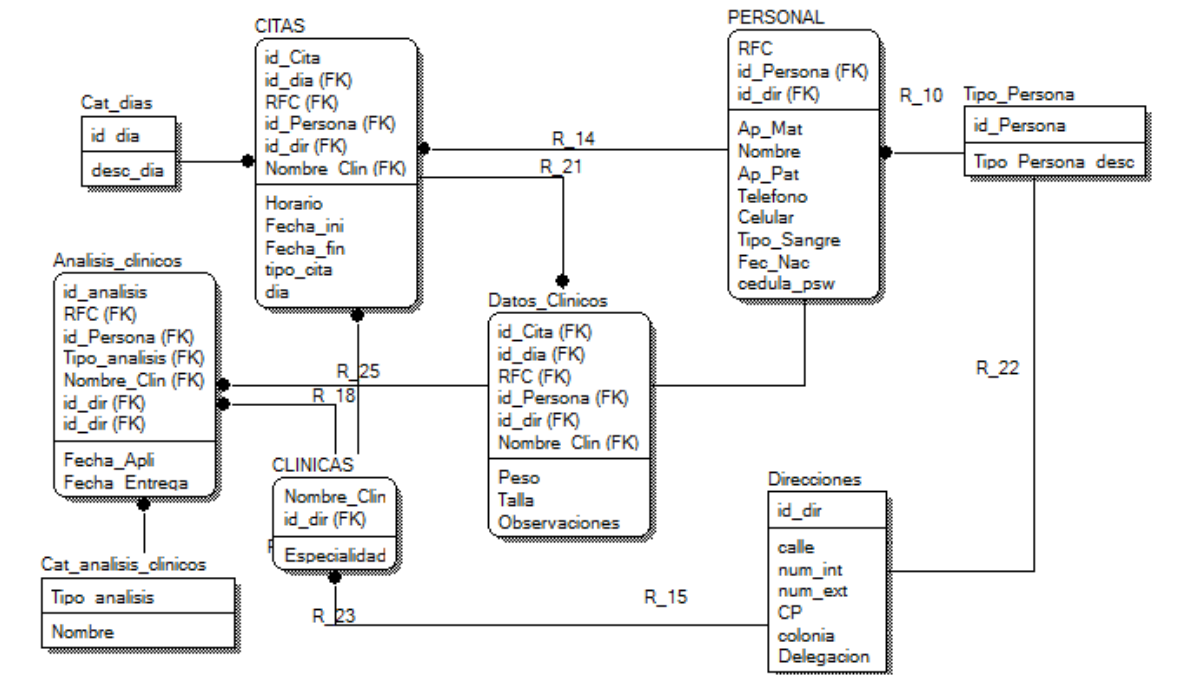 CITAS
id_Cita
id_dia (FK)
RFC (FK)
id_Persona (FK)
id_dir (FK)
Nombre_Clin (FK)
Horario
Fecha_ini
Fecha_fin
tipo_cita
dia
PERSONAL
RFC
id_Persona (FK)
id_dir (FK)
Ap_Mat
Nombre
Ap_Pat
Telefono
Celular
Tipo_Sangre
Fec_Nac
cedula_psw
R_10
Tipo_Persona
id_Persona
Tipo_Persona_desc
Cat_dias
id_dia
desc_dia
R_14
R_21
Analisis_clinicos
id_analisis
RFC (FK)
id_Persona (FK)
Tipo_analisis (FK)
Nombre_Clin (FK)
id_dir (FK)
id_dir (FK)
Fecha_Apli
Fecha_Entrega
Datos_Clinicos
id_Cita (FK)
id_dia (FK)
RFC (FK)
id_Persona (FK)
id_dir (FK)
Nombre_Clin (FK)
Peso
Talla
Observaciones
R_25
R_18
R_22
CLINICAS
Nombre_Clin
id_dir (FK)
Especialidad
Direcciones
id_dir
calle
num_int
num_ext
CP
colonia
Delegacion
Cat_analisis_clinicos
Tipo_analisis
Nombre
R_23
R_15